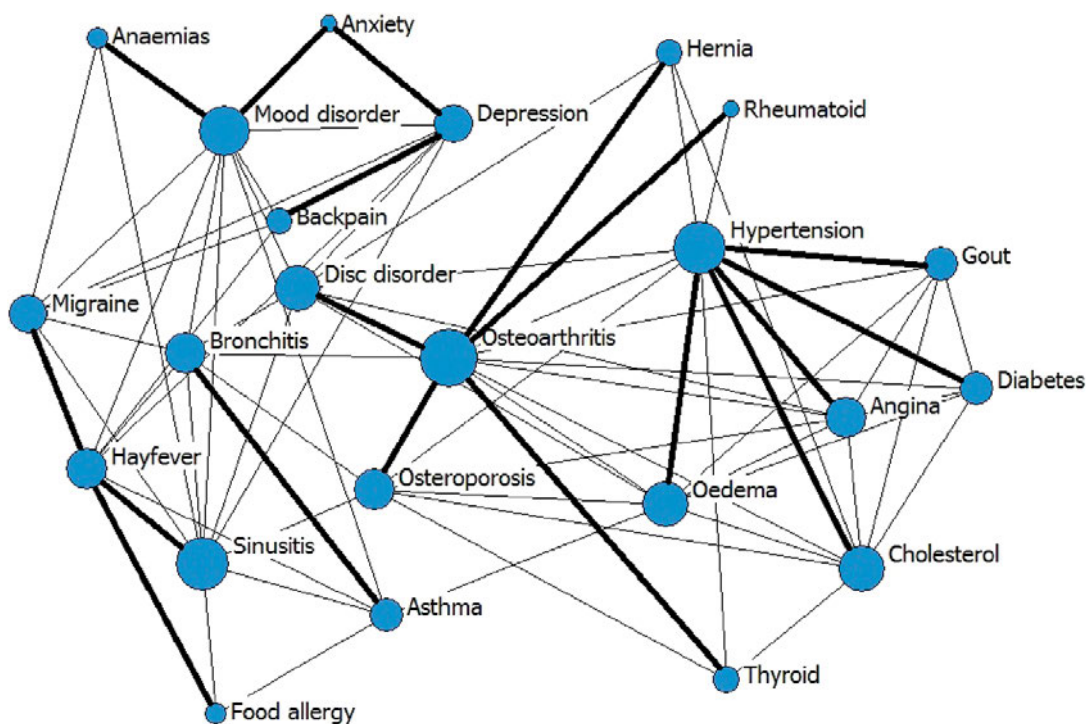 Anaemias
Anxiety
Hernia
Mood disorder
Depression
Rheumatoid
Backpain
Hypertension
Disc disorder
Gout
Migraine
Bronchitis
Osteoarthritis
Diabetes
Angina
Hayfever
Osteroporosis
Oedema
Sinusitis
Cholesterol
Asthma
Thyroid
Food allergy